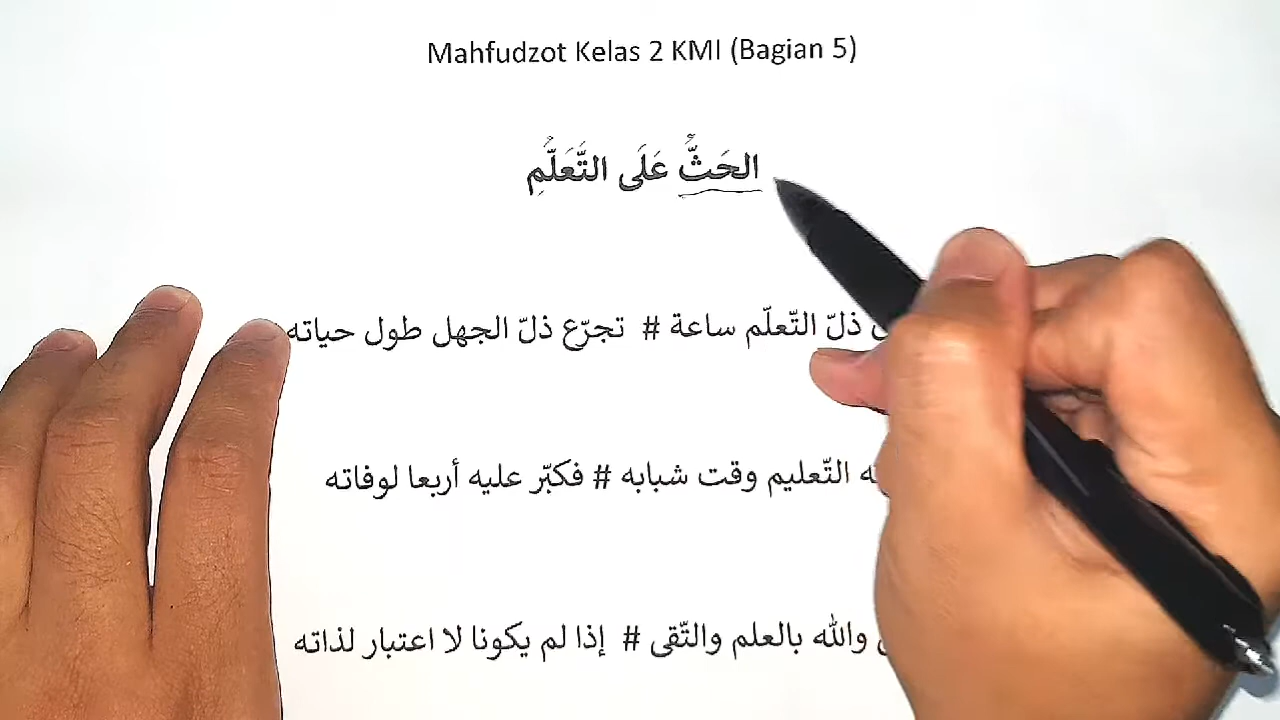 Mahfudzot Kelas 2 KMI (Bagian 5)
الحَثُّ عَلَى التَّعَلُّمِ
ذلّ التّعلّم ساعة # تجرّع ذلّ الجهل طول حياته
التّعليم وقت شبابه # فكبّر عليه أربعا لوفاته
والله بالعلم والتّقى # إذا لم يكونا لا اعتبار لذاته